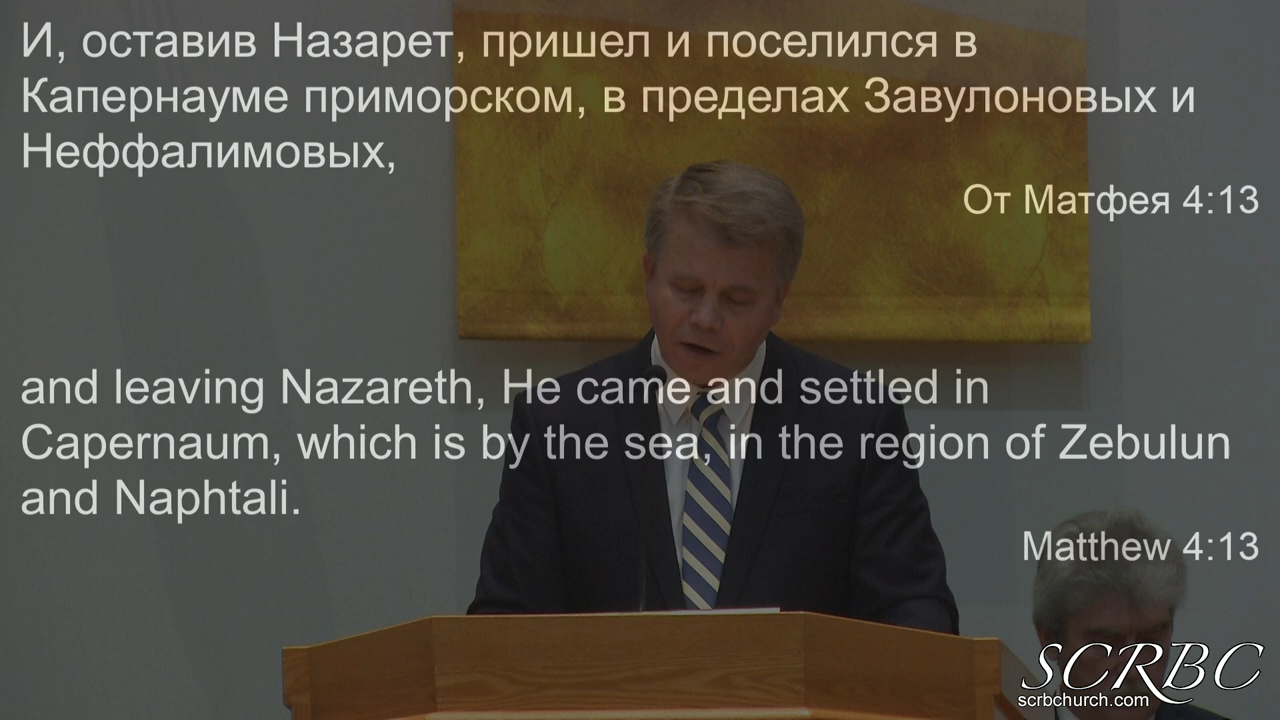 И, оставив Назарет, пришел и поселился в
Капернауме приморском, в пределах Завулоновых и
Неффалимовых,
От Матфея 4:13
and leaving Nazareth, He came and settled in
Capernaum, which is by the sea, in the region of Zebulun
and Naphtali.
Matthew 4:13
SCRBC
scrbchurch.com